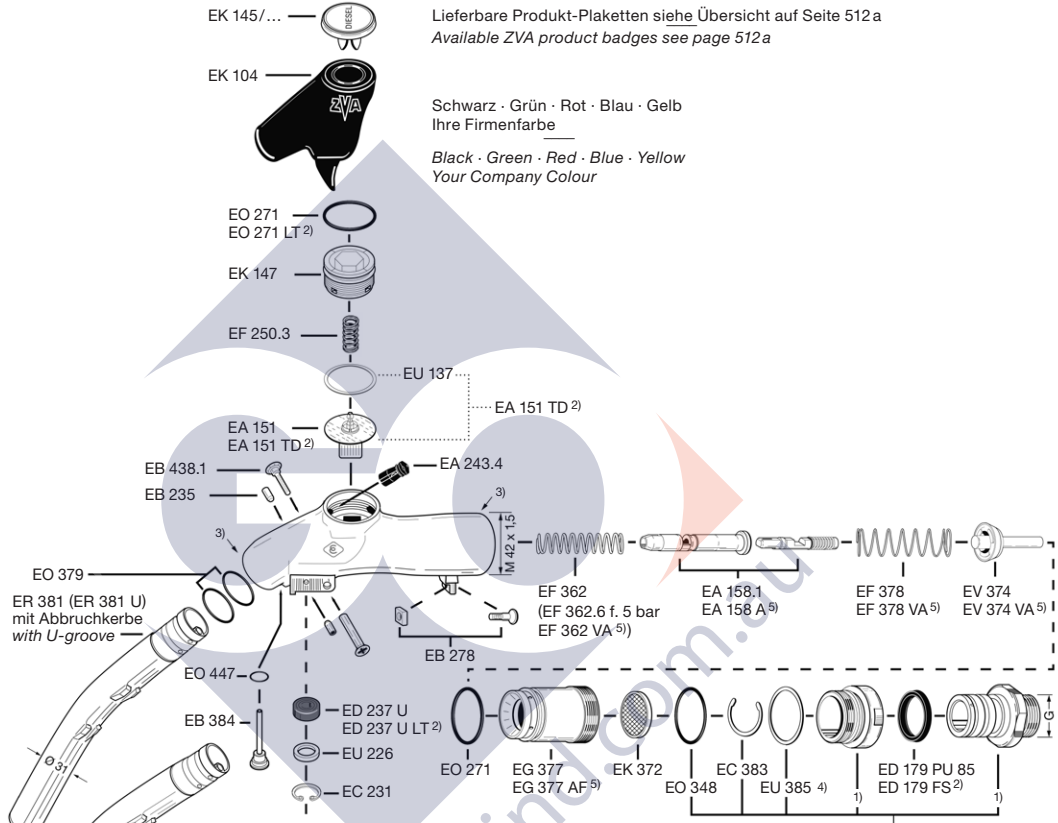 EK 145/...
DIESEL
Lieferbare Produkt-Plaketten siehe Übersicht auf Seite 512 a
Available ZVA product badges see page 512 a
EK 104
ZVA
Schwarz · Grün · Rot · Blau · Gelb
Ihre Firmenfarbe
Black · Green · Red · Blue · Yellow
Your Company Colour
EO 271
EO 271 LT 2)
EK 147
EF 250.3
EU 137
EA 151 TD 2)
EA 151
EA 151 TD 2)
EB 438.1
EA 243.4
EB 235
3)
3)
M 42 x 1,5
EO 379
EF 362
(EF 362.6 f. 5 bar
EF 362 VA 5))
EA 158.1
EA 158 A 5)
EF 378
EF 378 VA 5)
EV 374
EV 374 VA 5)
ER 381 (ER 381 U)
mit Abbruchkerbe
with U-groove
EB 278
EO 447
EB 384
ED 237 U
ED 237 U LT 2)
EU 226
EC 231
Ø 31
G
EO 271
EG 377
EG 377 AF 5)
EK 372
EO 348
EC 383
EU 385 4)
1)
ED 179 PU 85
ED 179 FS 2)
1)
ind.com.au